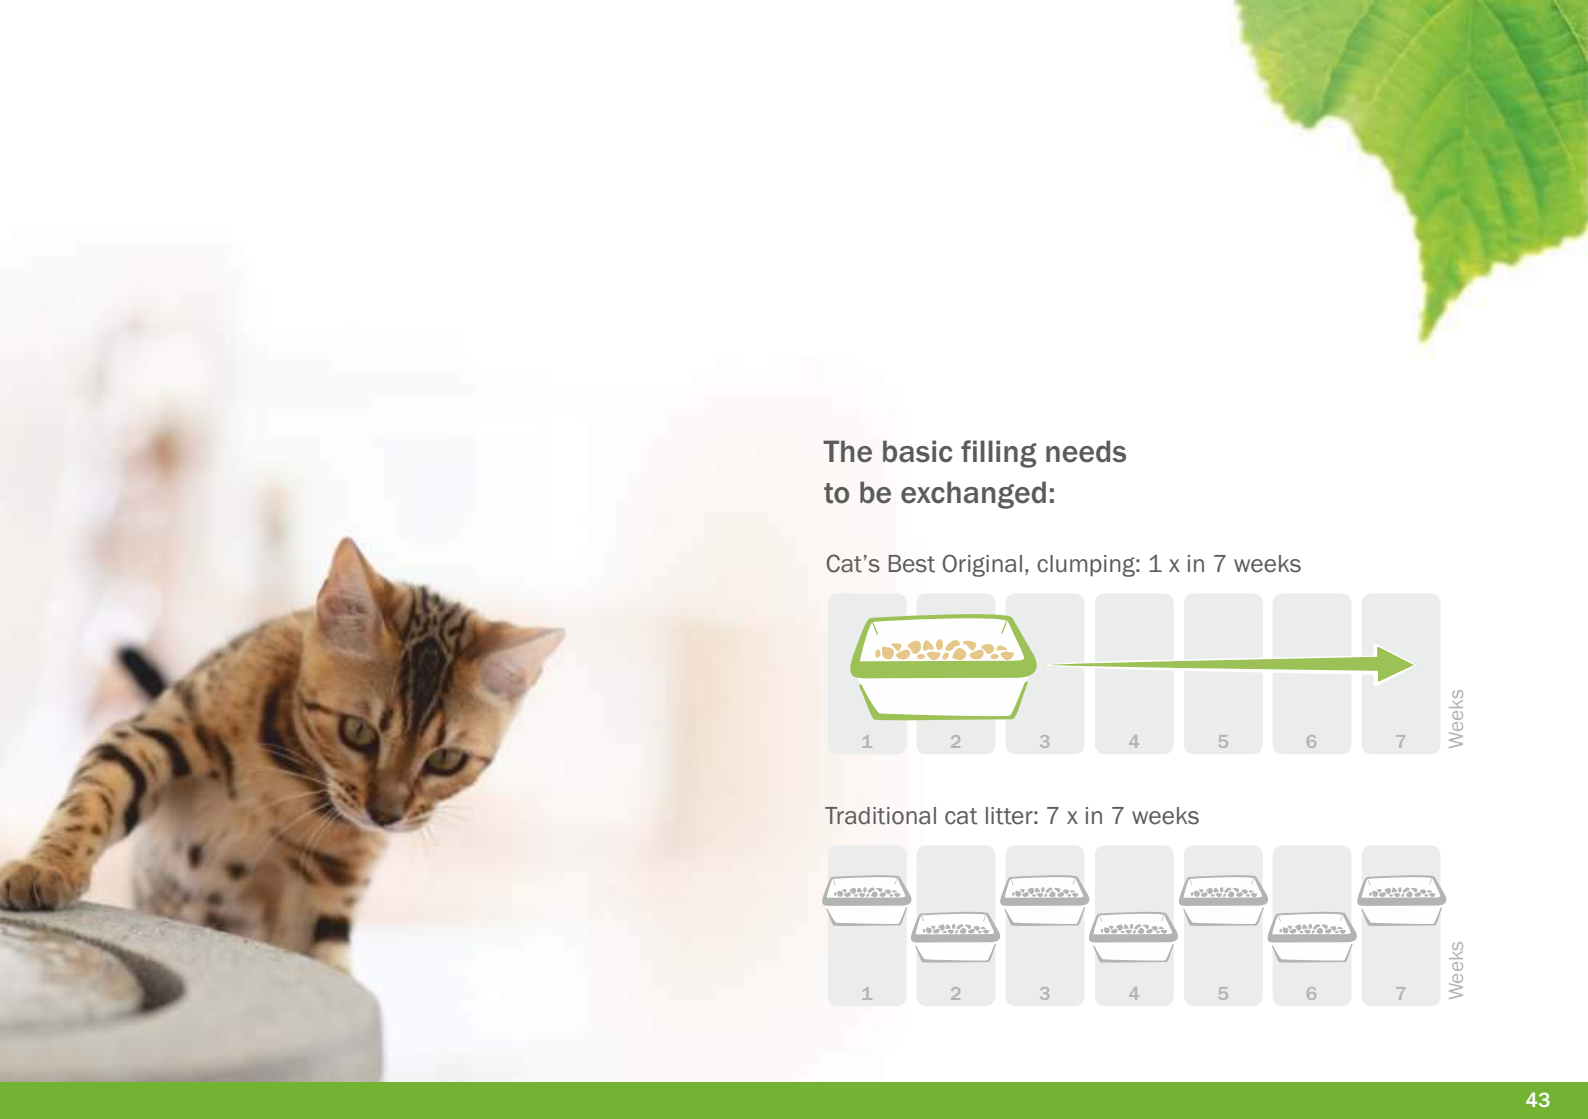 The basic filling needs
to be exchanged:
Cat's Best Original, clumping: 1 x in 7 weeks
1 2 3 4 5 6 7
Weeks
Traditional cat litter: 7 x in 7 weeks
1 2 3 4 5 6 7
Weeks
43